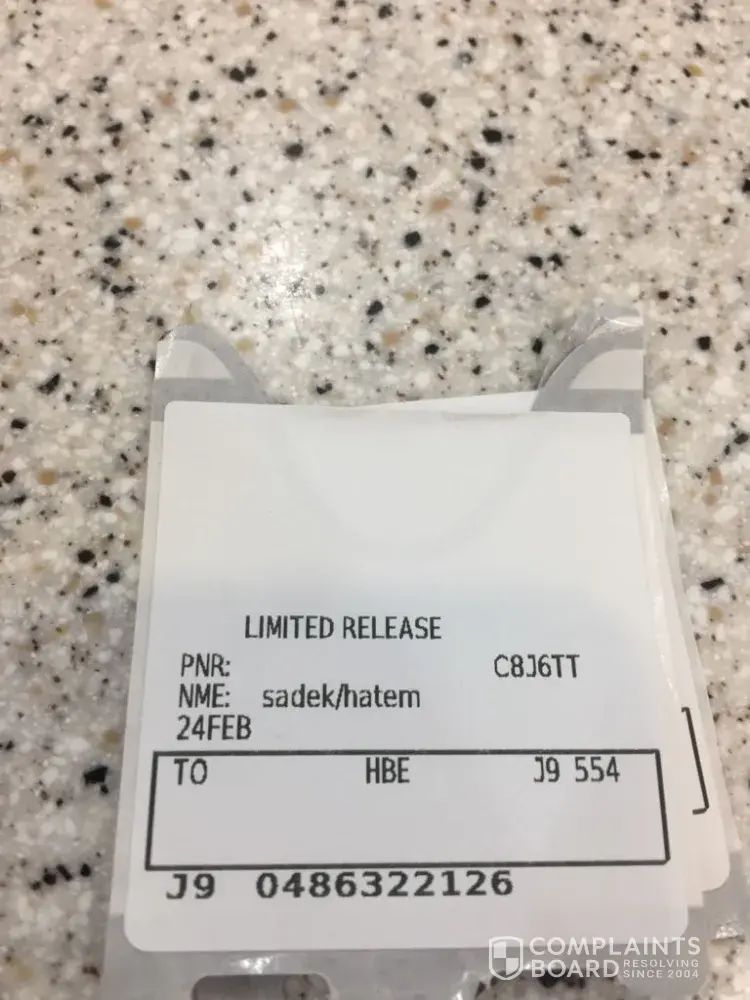 LIMITED RELEASE
PNR: C8J6TT
NME: sadek/hatem
24FEB
TO HBE J9 554
J9 0486322126
COMPLAINTS
BOARD RESOLVING
SINCE 2004